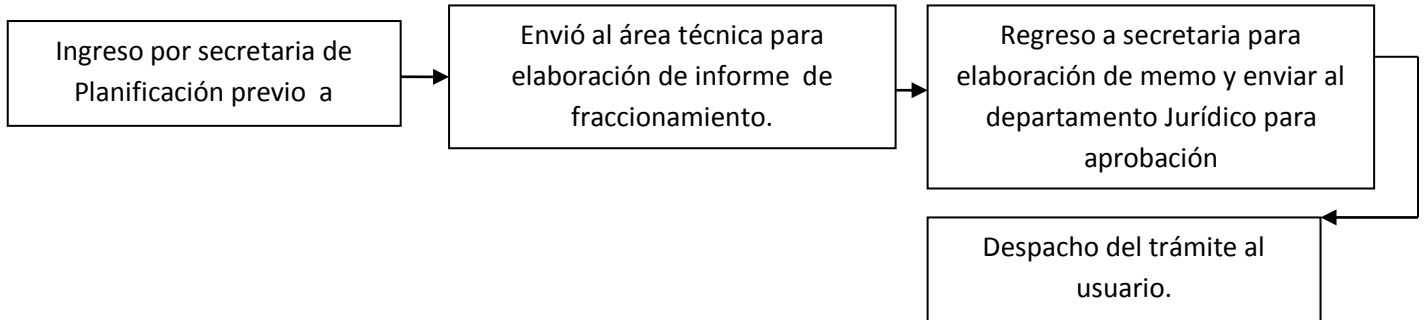 Ingreso por secretaria de
Planificación previo a
Envió al área técnica para
elaboración de informe de
fraccionamiento.
Regreso a secretaria para
elaboración de memo y enviar al
departamento Jurídico para
aprobación
Despacho del trámite al
usuario.